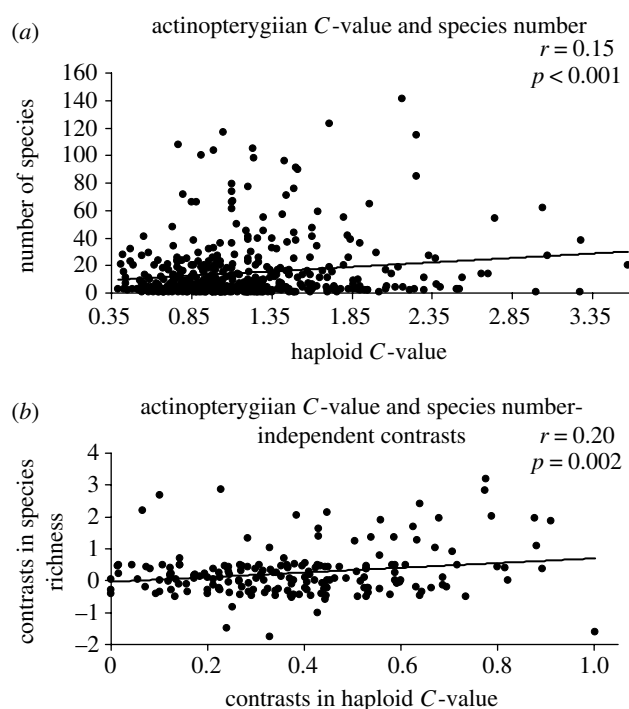 (a)
actinopterygiian C-value and species number
r = 0.15
p < 0.001
number of species
160
140
120
100
80
60
40
20
0
0.35 0.85 1.35 1.85 2.35 2.85 3.35
haploid C-value
(b)
actinopterygiian C-value and species number-
independent contrasts
r = 0.20
p = 0.002
contrasts in species
richness
4
3
2
1
0
−1
−2
0 0.2 0.4 0.6 0.8 1.0
contrasts in haploid C-value